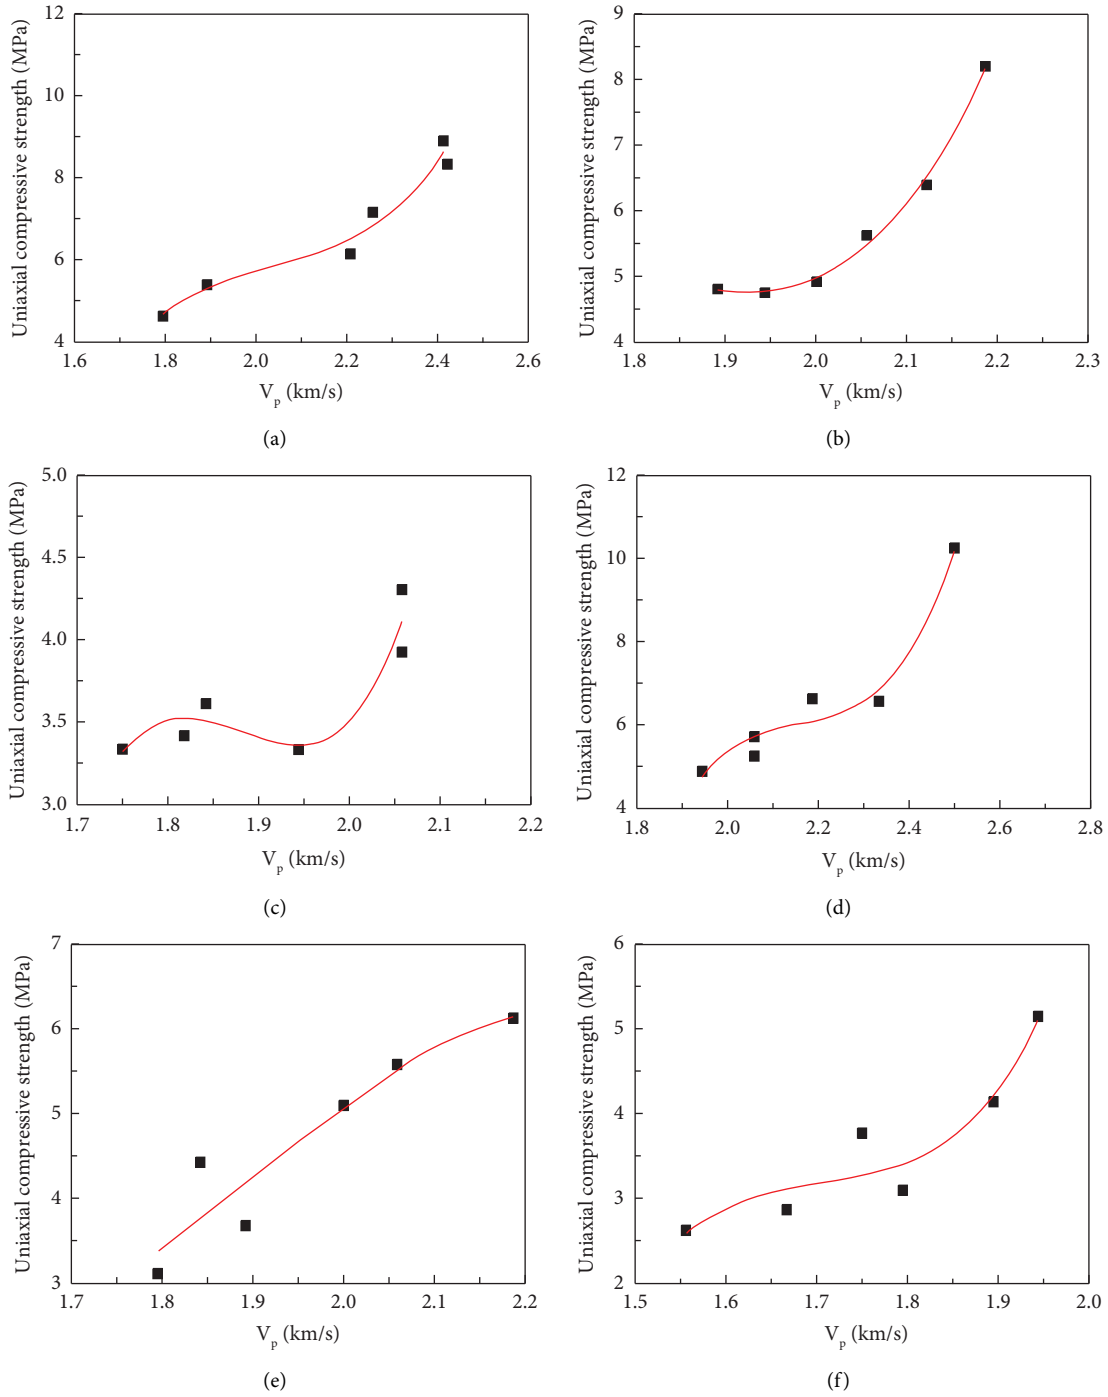 12
10
8
6
4
Uniaxial compressive strength (MPa)
1.6 1.8 2.0 2.2 2.4 2.6
Vp (km/s)
(a)
9
8
7
6
5
4
Uniaxial compressive strength (MPa)
1.8 1.9 2.0 2.1 2.2 2.3
Vp (km/s)
(b)
5.0
4.5
4.0
3.5
3.0
Uniaxial compressive strength (MPa)
1.7 1.8 1.9 2.0 2.1 2.2
Vp (km/s)
(c)
12
10
8
6
4
Uniaxial compressive strength (MPa)
1.8 2.0 2.2 2.4 2.6 2.8
Vp (km/s)
(d)
7
6
5
4
3
Uniaxial compressive strength (MPa)
1.7 1.8 1.9 2.0 2.1 2.2
Vp (km/s)
(e)
6
5
4
3
2
Uniaxial compressive strength (MPa)
1.5 1.6 1.7 1.8 1.9 2.0
Vp (km/s)
(f)